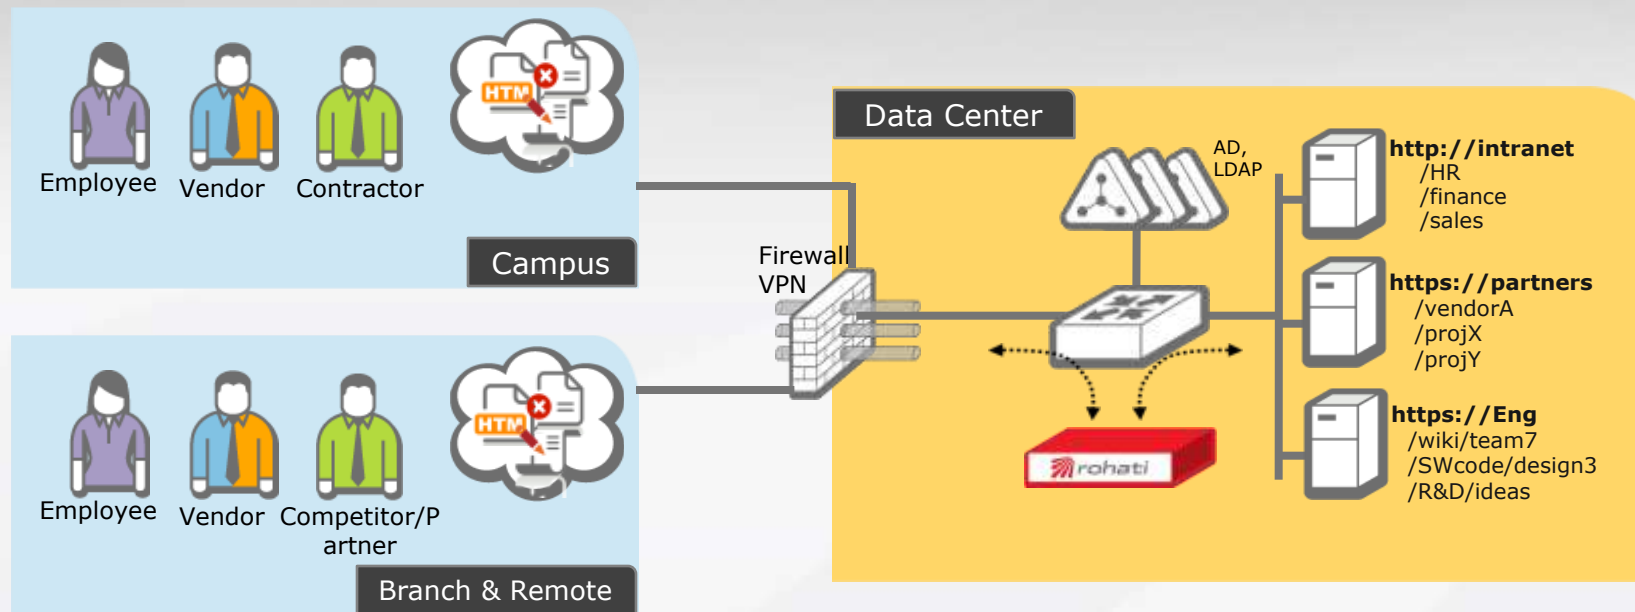 HTM
Employee
Vendor
Contractor
Campus
HTM
Employee
Vendor
Competitor/P
artner
Branch & Remote
Firewall
VPN
Data Center
AD,
LDAP
rohati
http://intranet
/HR
/finance
/sales
https://partners
/vendorA
/projX
/projY
https://Eng
/wiki/team7
/SWcode/design3
/R&D/ideas